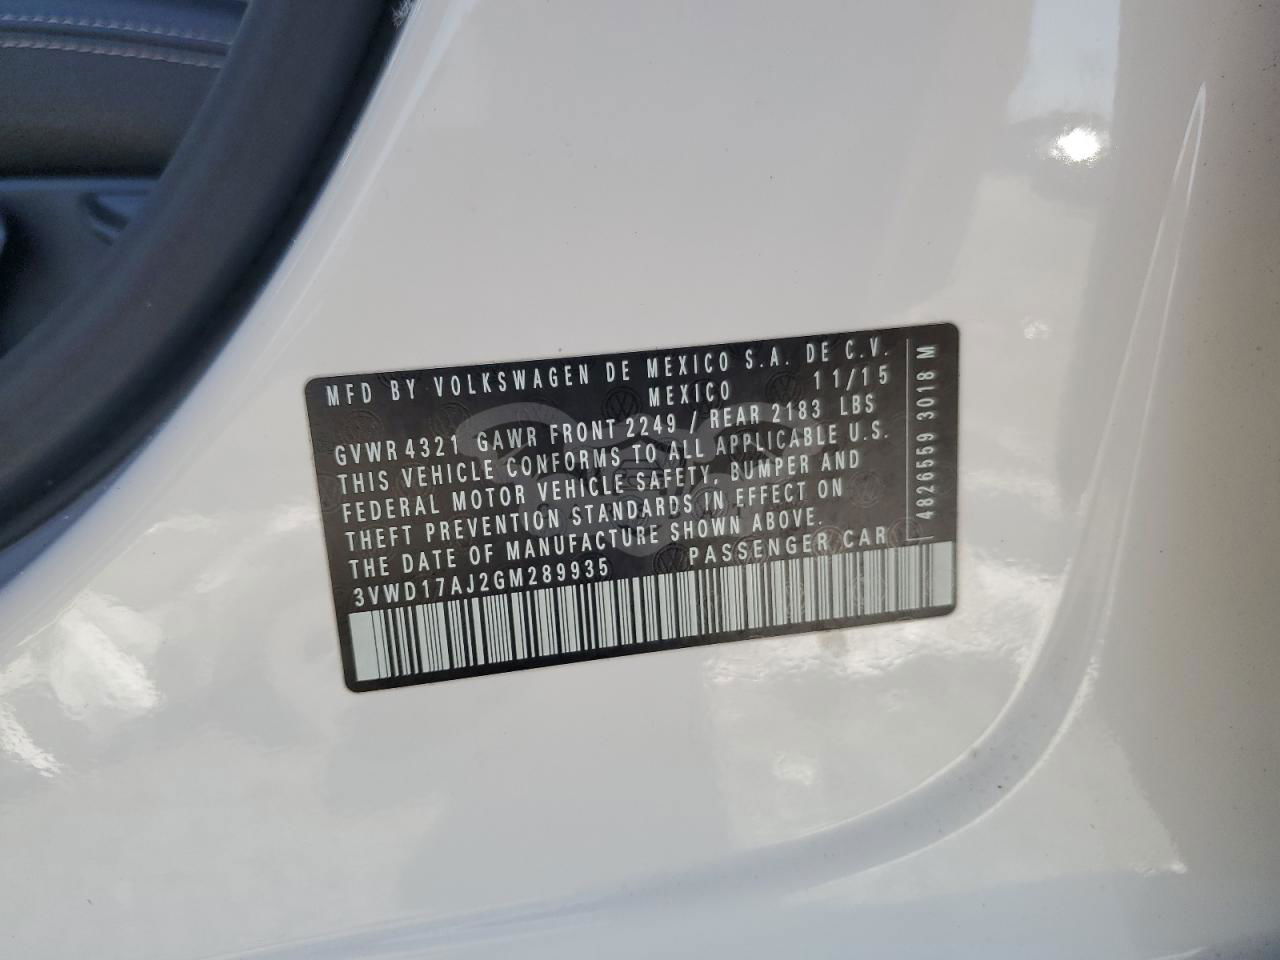 MFD BY VOLKSWAGEN DE MEXICO S.A. DE C.V.
MEXICO 11/15
GVWR 4321 GAWR FRONT 2249 / REAR 2183 LBS
THIS VEHICLE CONFORMS TO ALL APPLICABLE U.S.
FEDERAL MOTOR VEHICLE SAFETY, BUMPER AND
THEFT PREVENTION STANDARDS IN EFFECT ON
THE DATE OF MANUFACTURE SHOWN ABOVE.
3VWD17AJ2GM289935 PASSENGER CAR
4826559 3018 M